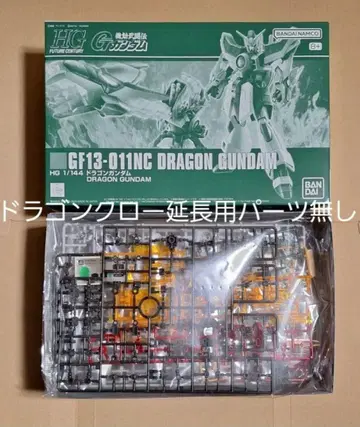 HG
FUTURE CENTURY
機動武闘伝
Gガンダム
BANDAI NAMCO
8+
GF13-011NC DRAGON GUNDAM
HG 1/144 ドラゴンガンダム
DRAGON GUNDAM
BANDAI
ドラゴンクロー延長用パーツ無し